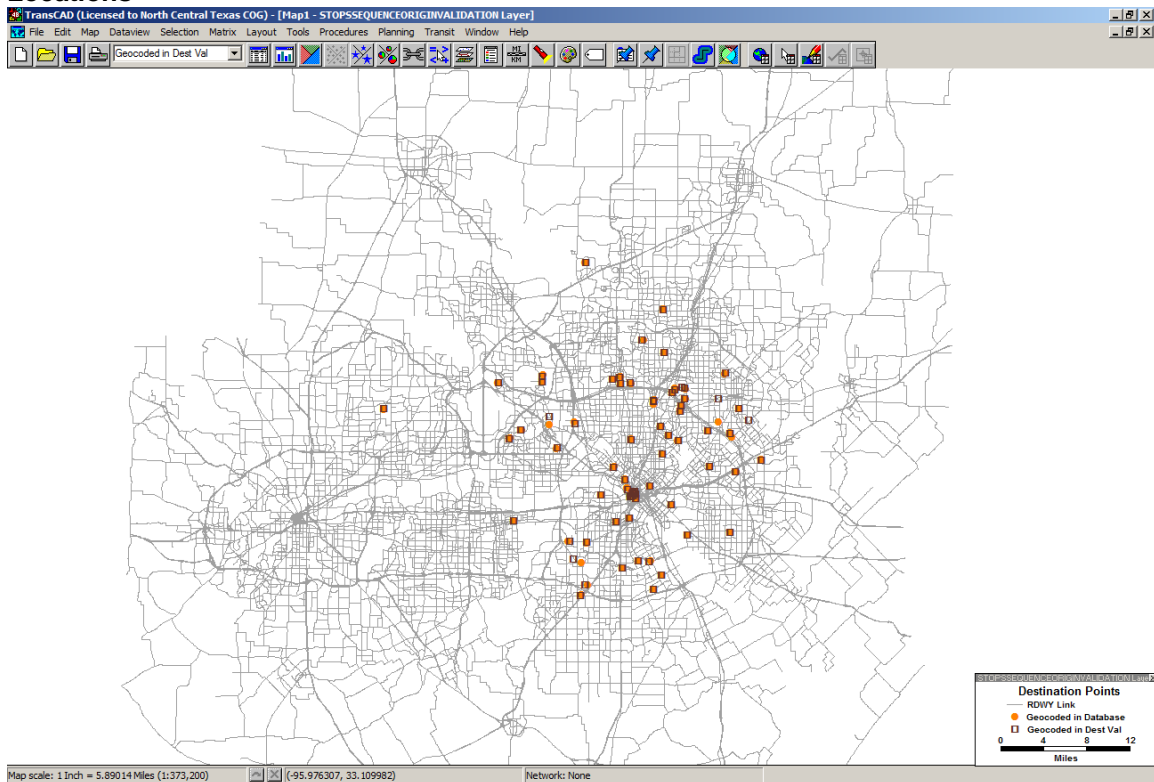 Locations
TransCAD (Licensed to North Central Texas COG) - [Map1 - STOPSSEQUENCEORIGINVALIDATION Layer]
File Edit Map Dataview Selection Matrix Layout Tools Procedures Planning Transit Window Help
Geocoded in Dest Val
KM
STOPSSEQUENCEORIGINVALIDATION Laye
Destination Points
RDWY Link
Geocoded in Database
Geocoded in Dest Val
0 4 8 12
Miles
Map scale: 1 Inch = 5.89014 Miles (1:373,200) (-95.976307, 33.109982) Network: None